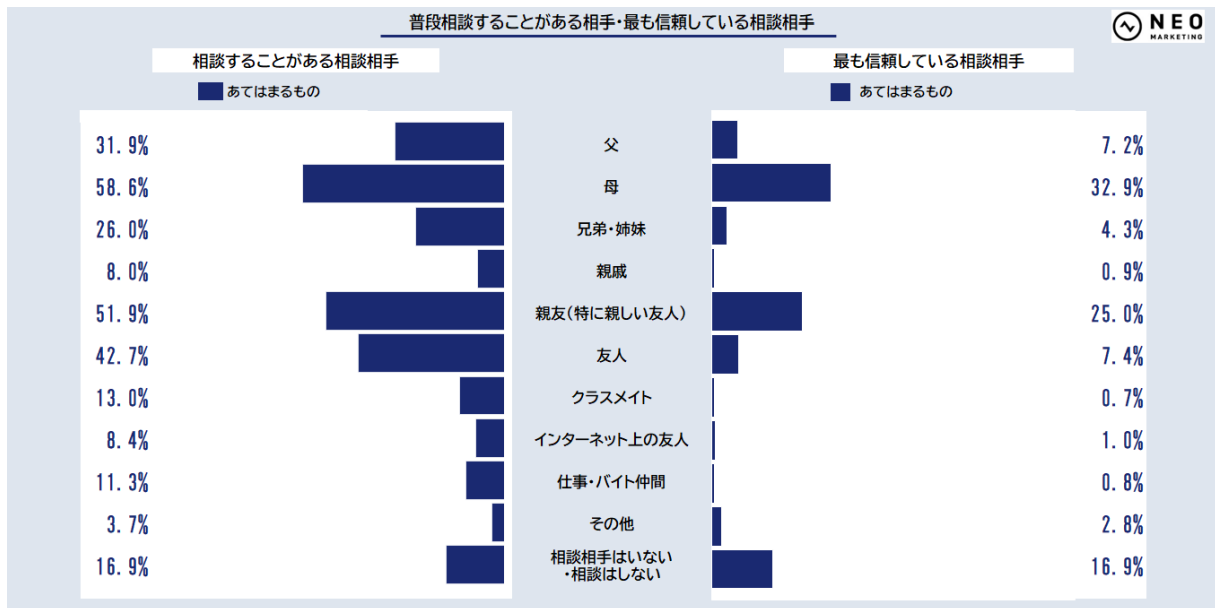 普段相談することがある相手・最も信頼している相談相手
NEO
MARKETING
相談することがある相談相手
最も信頼している相談相手
あてはまるもの
あてはまるもの
31.9% 父 7.2%
58.6% 母 32.9%
26.0% 兄弟・姉妹 4.3%
8.0% 親戚 0.9%
51.9% 親友(特に親しい友人) 25.0%
42.7% 友人 7.4%
13.0% クラスメイト 0.7%
8.4% インターネット上の友人 1.0%
11.3% 仕事・バイト仲間 0.8%
3.7% その他 2.8%
16.9% 相談相手はいない 16.9%
・相談はしない